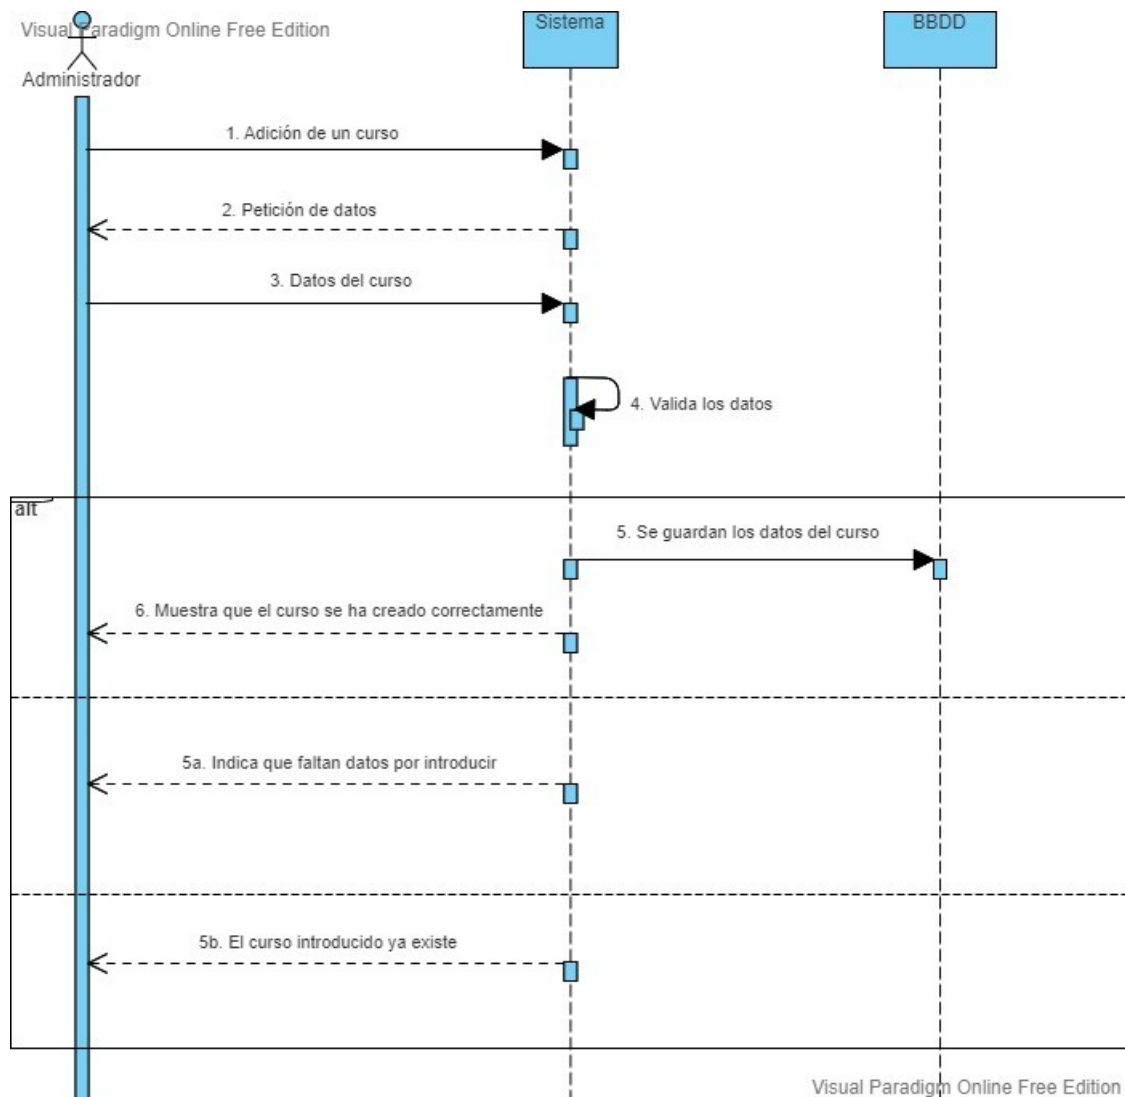 Visual Paradigm Online Free Edition
Sistema
BBDD
Administrador
1. Adición de un curso
2. Petición de datos
3. Datos del curso
4. Valida los datos
alt
5. Se guardan los datos del curso
6. Muestra que el curso se ha creado correctamente
5a. Indica que faltan datos por introducir
5b. El curso introducido ya existe
Visual Paradigm Online Free Edition